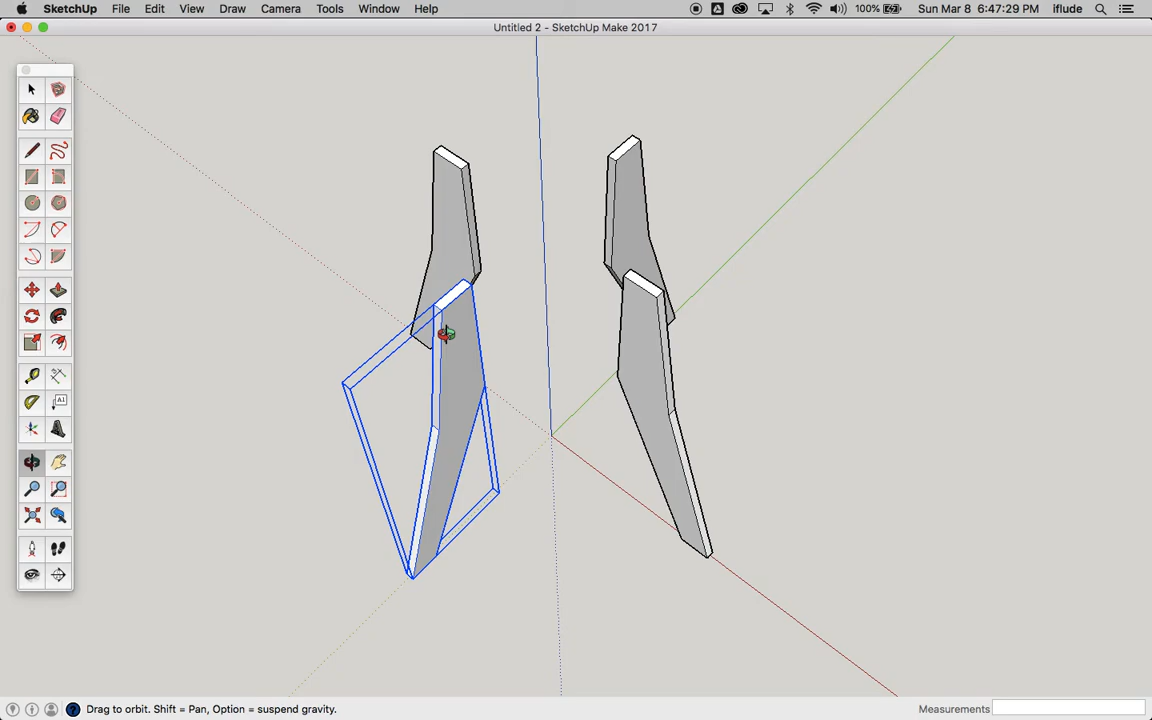 SketchUp File Edit View Draw Camera Tools Window Help 100% Sun Mar 8 6:47:29 PM iflude
Untitled 2 - SketchUp Make 2017
A1
Drag to orbit. Shift = Pan, Option = suspend gravity. Measurements